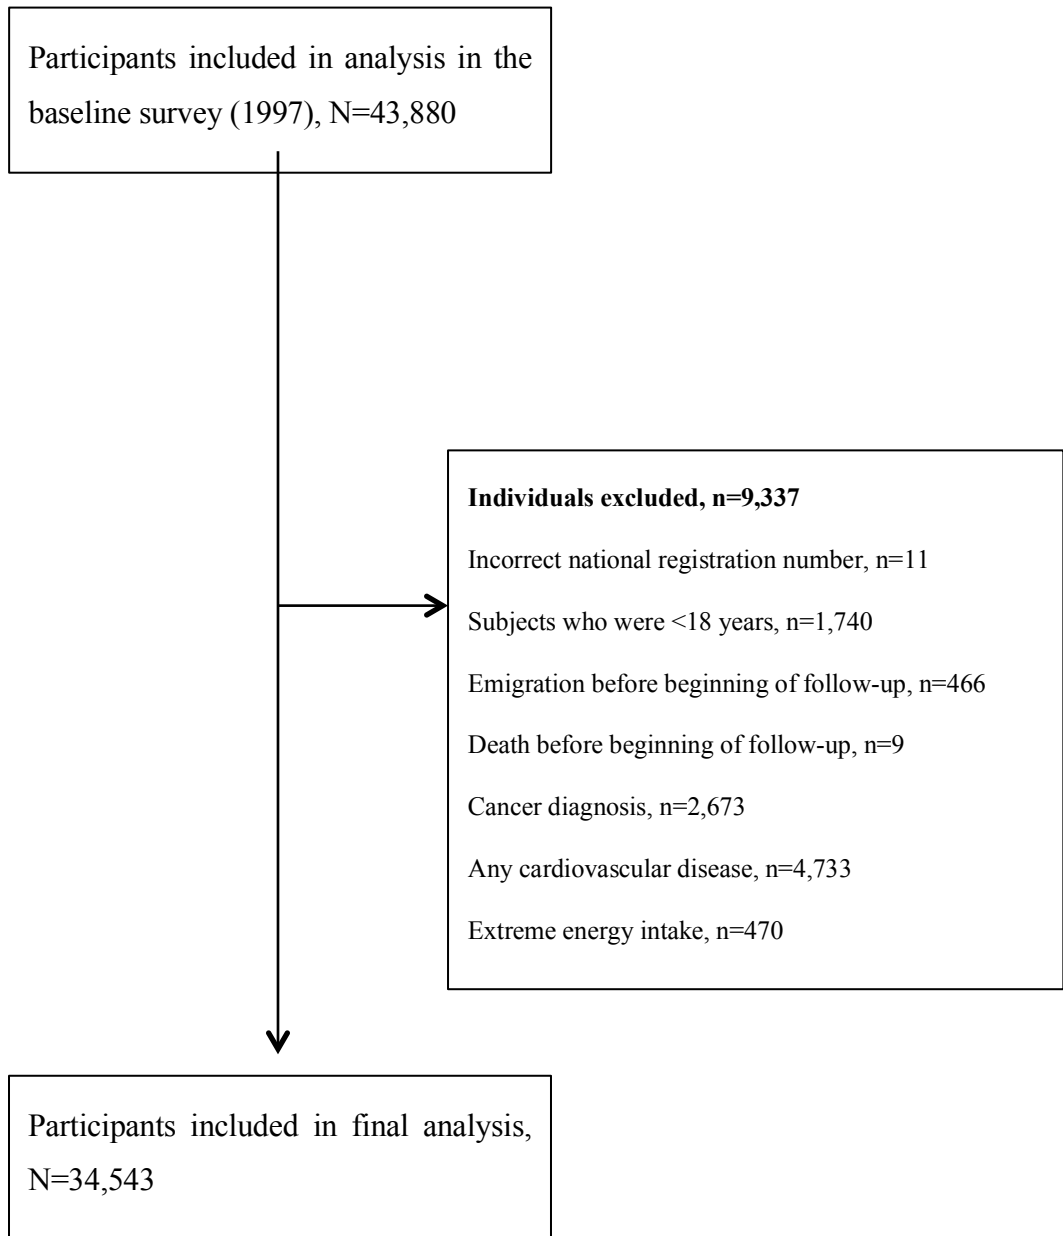 Participants included in analysis in the
baseline survey (1997), N=43,880
Individuals excluded, n=9,337
Incorrect national registration number, n=11
Subjects who were <18 years, n=1,740
Emigration before beginning of follow-up, n=466
Death before beginning of follow-up, n=9
Cancer diagnosis, n=2,673
Any cardiovascular disease, n=4,733
Extreme energy intake, n=470
Participants included in final analysis,
N=34,543